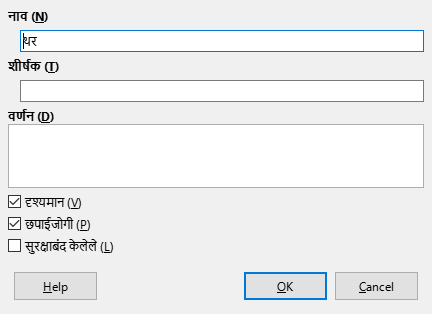 नाव (N)
थर
शीर्षक (T)
वर्णन (D)
दृश्यमान (V)
छपाईजोगी (P)
सुरक्षाबंद केलेले (L)
Help OK Cancel